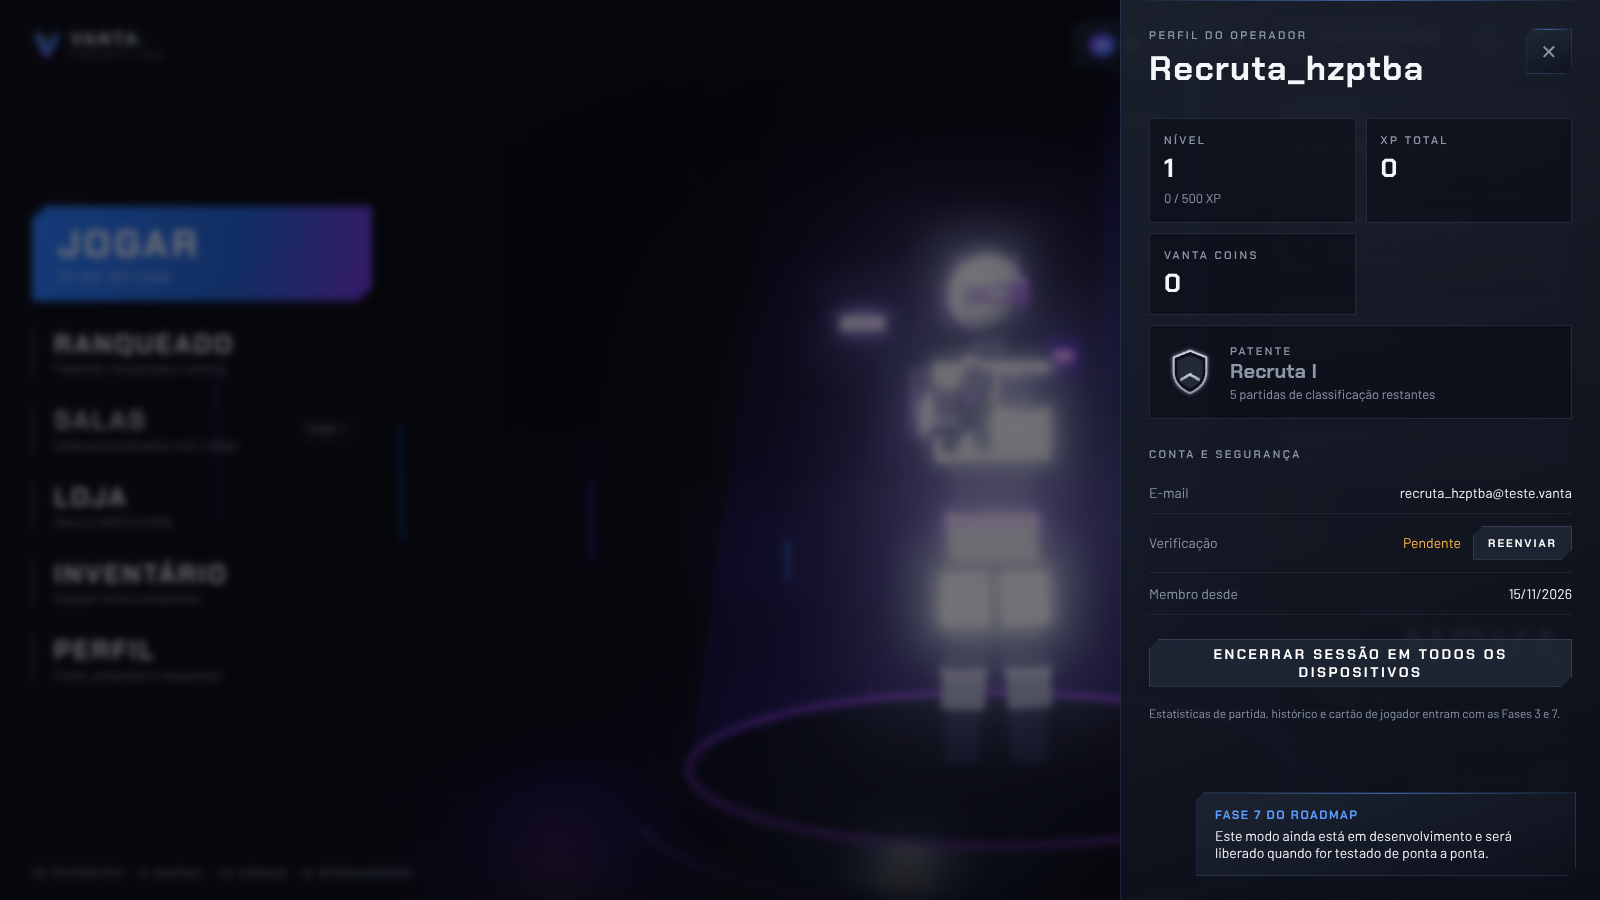 VANTA
PERFIL DO OPERADOR
Recruta_hzptba
NÍVEL
1
0 / 500 XP
XP TOTAL
0
VANTA COINS
0
PATENTE
Recruta I
5 partidas de classificação restantes
CONTA E SEGURANÇA
E-mail
recruta_hzptba@teste.vanta
Verificação
Pendente
REENVIAR
Membro desde
15/11/2026
ENCERRAR SESSÃO EM TODOS OS
DISPOSITIVOS
Estatísticas de partida, histórico e cartão de jogador entram com as Fases 3 e 7.
FASE 7 DO ROADMAP
Este modo ainda está em desenvolvimento e será
liberado quando for testado de ponta a ponta.
JOGAR
RANQUEADO
SALAS
LOJA
INVENTÁRIO
PERFIL